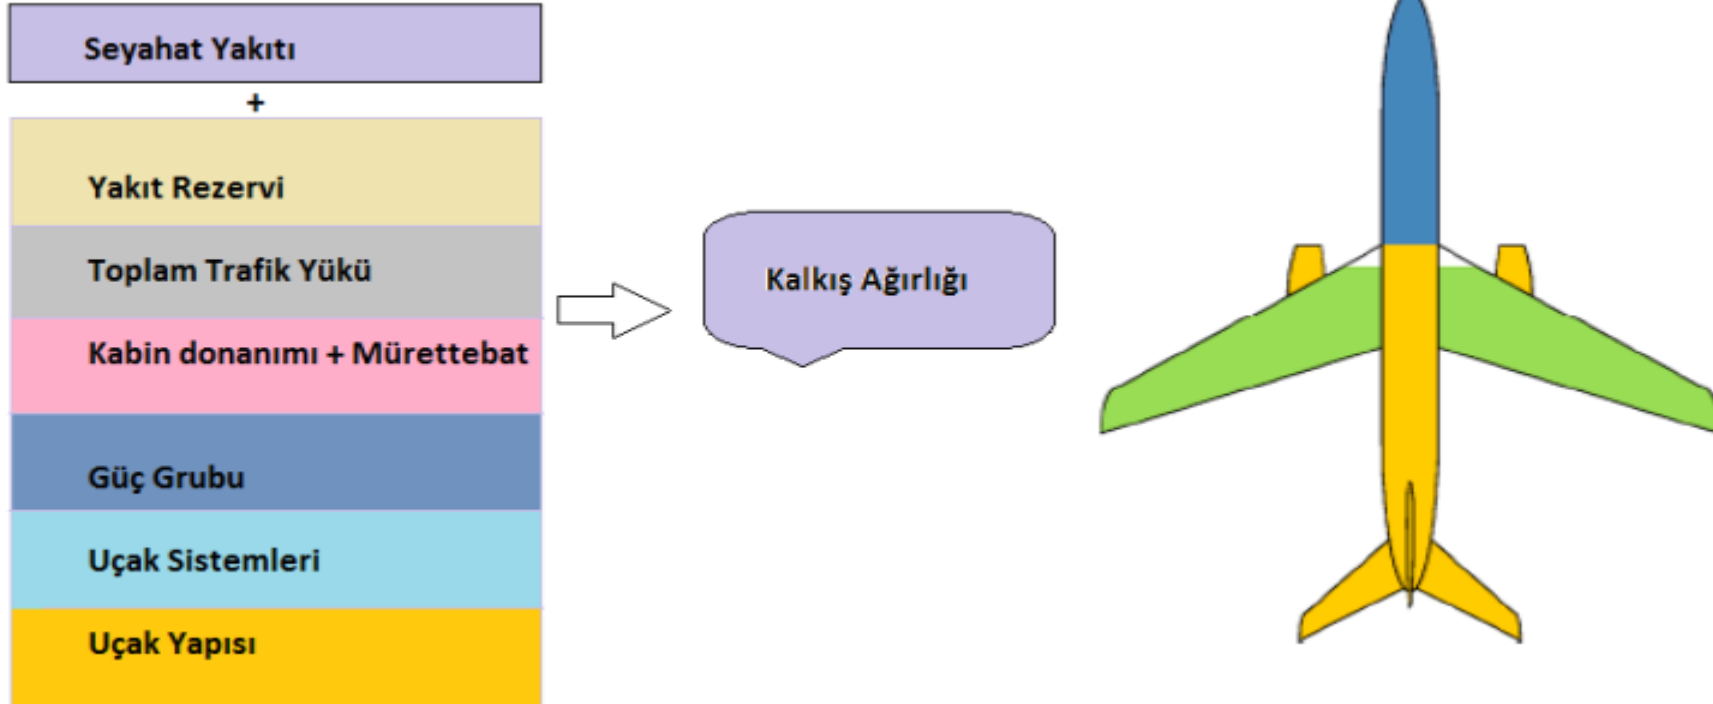 Seyahat Yakıtı
+
Yakıt Rezervi
Toplam Trafik Yükü
Kabin donanımı + Mürettebat
Güç Grubu
Uçak Sistemleri
Uçak Yapısı
Kalkış Ağırlığı